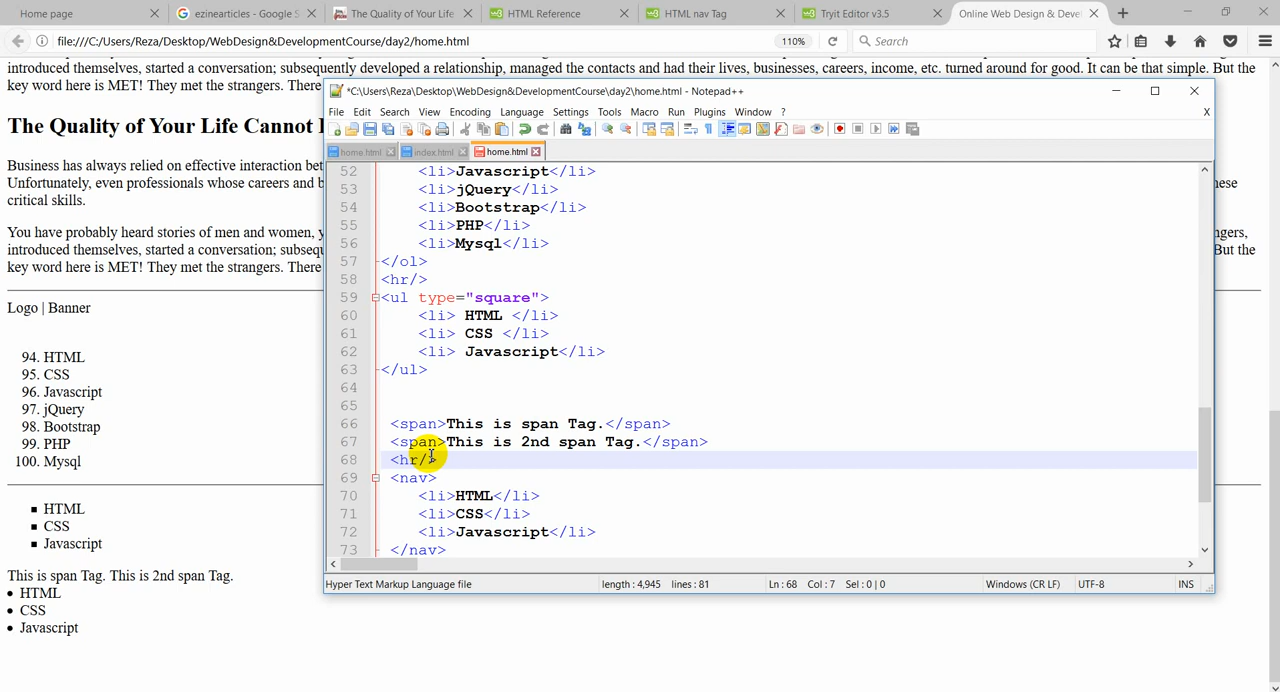 Home page
ezinearticles - Google S
The Quality of Your Life
HTML Reference
HTML nav Tag
Tryit Editor v3.5
Online Web Design & Deve
file:///C:/Users/Reza/Desktop/WebDesign&DevelopmentCourse/day2/home.html
110%
Search
introduced themselves, started a conversation; subsequently developed a relationship, managed the contacts and had their lives, businesses, careers, income, etc. turned around for good. It can be that simple. But the
key word here is MET! They met the strangers. There
The Quality of Your Life Cannot
Business has always relied on effective interaction bet
Unfortunately, even professionals whose careers and b
hese
critical skills.
You have probably heard stories of men and women, y
ngers,
introduced themselves, started a conversation; subsequ
But the
key word here is MET! They met the strangers. There
Logo | Banner
94. HTML
95. CSS
96. Javascript
97. jQuery
98. Bootstrap
99. PHP
100. Mysql
HTML
CSS
Javascript
This is span Tag. This is 2nd span Tag.
HTML
CSS
Javascript
*C:\Users\Reza\Desktop\WebDesign&DevelopmentCourse\day2\home.html - Notepad++
File Edit Search View Encoding Language Settings Tools Macro Run Plugins Window ? X
home.html index.html home.html
52 <li>Javascript</li>
53 <li>jQuery</li>
54 <li>Bootstrap</li>
55 <li>PHP</li>
56 <li>Mysql</li>
57 </ol>
58 <hr/>
59 <ul type="square">
60 <li> HTML </li>
61 <li> CSS </li>
62 <li> Javascript</li>
63 </ul>
64
65
66 <span>This is span Tag.</span>
67 <span>This is 2nd span Tag.</span>
68 <hr/>
69 <nav>
70 <li>HTML</li>
71 <li>CSS</li>
72 <li>Javascript</li>
73 </nav>
Hyper Text Markup Language file length : 4,945 lines : 81 Ln : 68 Col : 7 Sel : 0 | 0 Windows (CR LF) UTF-8 INS